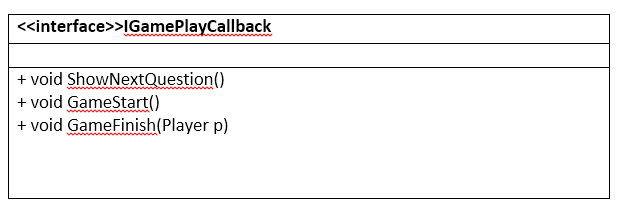 <<interface>>IGamePlayCallback
+ void ShowNextQuestion()
+ void GameStart()
+ void GameFinish(Player p)